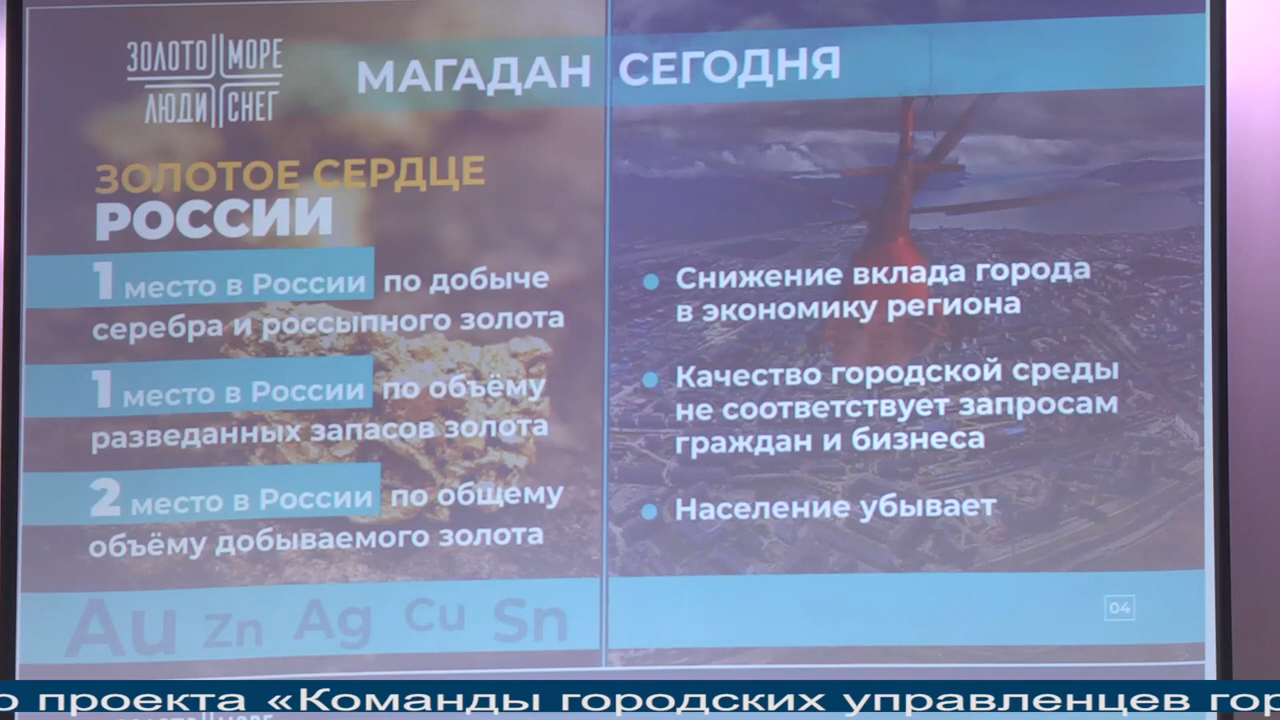 ЗОЛОТО МОРЕ
ЛЮДИ СНЕГ
МАГАДАН СЕГОДНЯ
ЗОЛОТОЕ СЕРДЦЕ
РОССИИ
1 место в России по добыче
серебра и россыпного золота
1 место в России по объёму
разведанных запасов золота
2 место в России по общему
объёму добываемого золота
Au Zn Ag Cu Sn
Снижение вклада города
в экономику региона
Качество городской среды
не соответствует запросам
граждан и бизнеса
Население убывает
04
о проекта «Команды городских управленцев гор